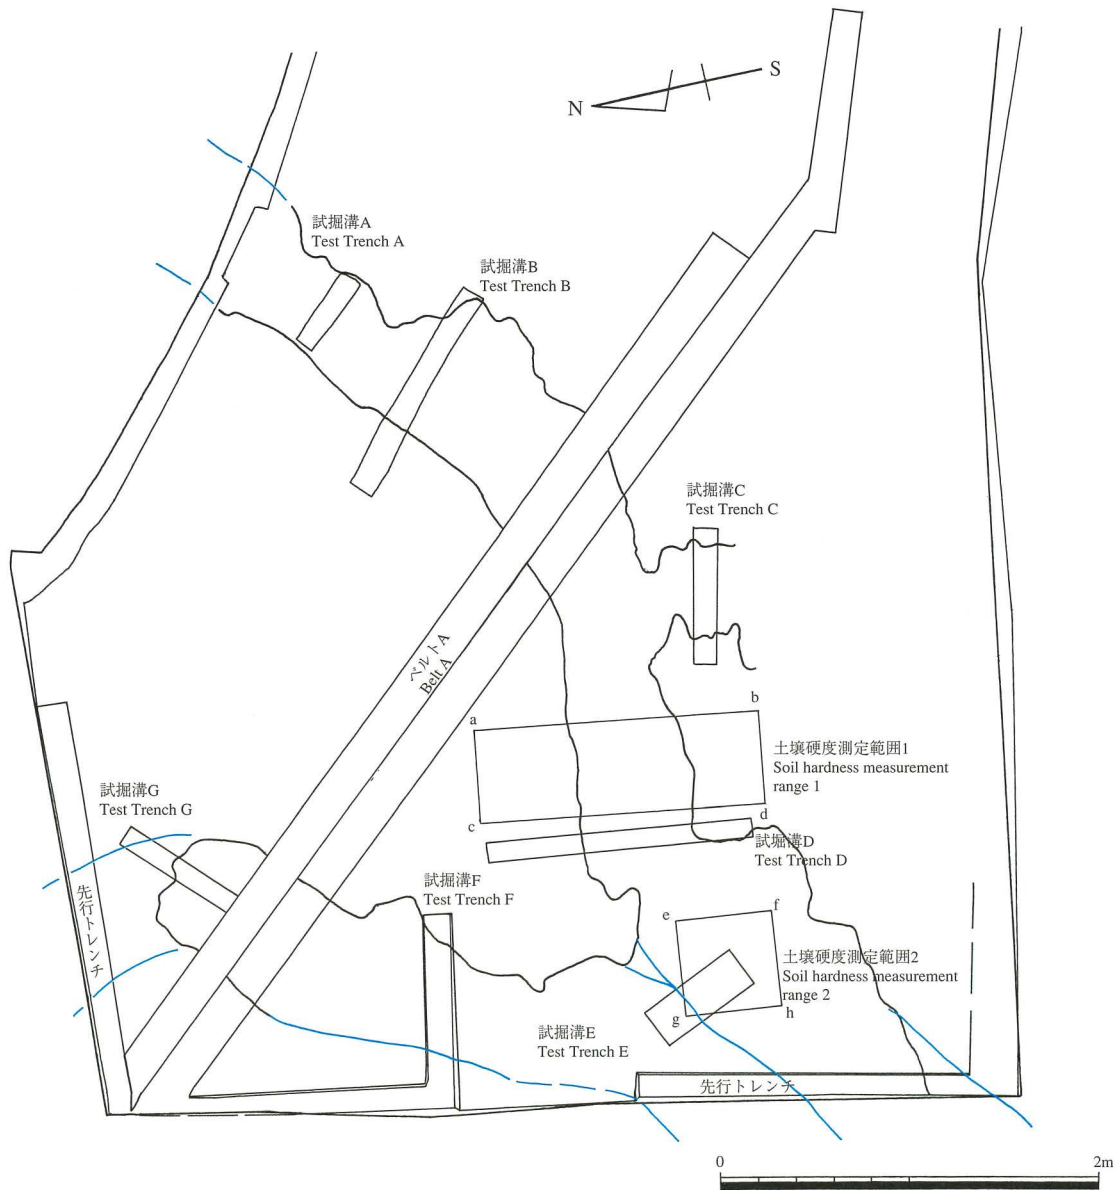 S
N
試掘溝A
Test Trench A
試掘溝B
Test Trench B
試掘溝C
Test Trench C
ベルトA
Belt A
a
b
土壌硬度測定範囲1
Soil hardness measurement
range 1
c
d
試掘溝G
Test Trench G
試掘溝D
Test Trench D
試掘溝F
Test Trench F
先行トレンチ
e
f
土壌硬度測定範囲2
Soil hardness measurement
range 2
g
h
試掘溝E
Test Trench E
先行トレンチ
0
2m